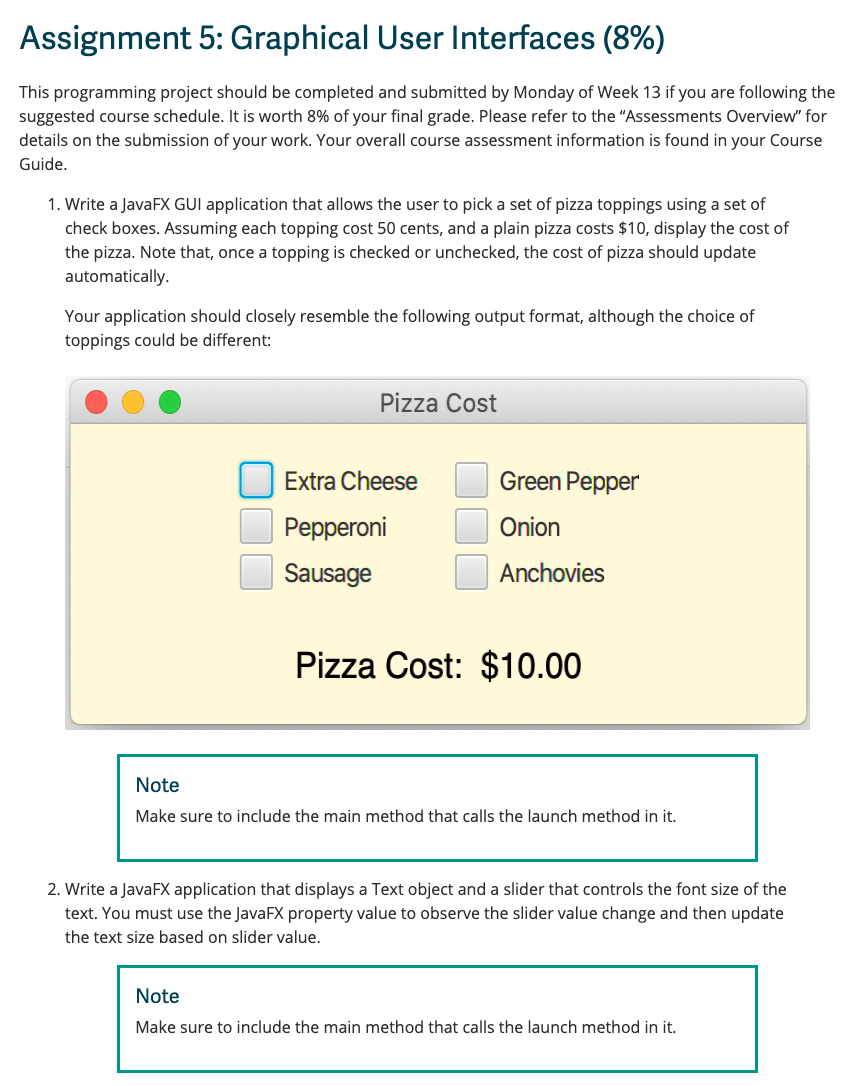 Assignment 5: Graphical User Interfaces (8%)
This programming project should be completed and submitted by Monday of Week 13 if you are following the
suggested course schedule. It is worth 8% of your final grade. Please refer to the “Assessments Overview” for
details on the submission of your work. Your overall course assessment information is found in your Course
Guide.
1. Write a JavaFX GUI application that allows the user to pick a set of pizza toppings using a set of
check boxes. Assuming each topping cost 50 cents, and a plain pizza costs $10, display the cost of
the pizza. Note that, once a topping is checked or unchecked, the cost of pizza should update
automatically.
Your application should closely resemble the following output format, although the choice of
toppings could be different:
Pizza Cost
Extra Cheese Green Pepper
Pepperoni Onion
Sausage Anchovies
Pizza Cost: $10.00
Note
Make sure to include the main method that calls the launch method in it.
2. Write a JavaFX application that displays a Text object and a slider that controls the font size of the
text. You must use the JavaFX property value to observe the slider value change and then update
the text size based on slider value.
Note
Make sure to include the main method that calls the launch method in it.